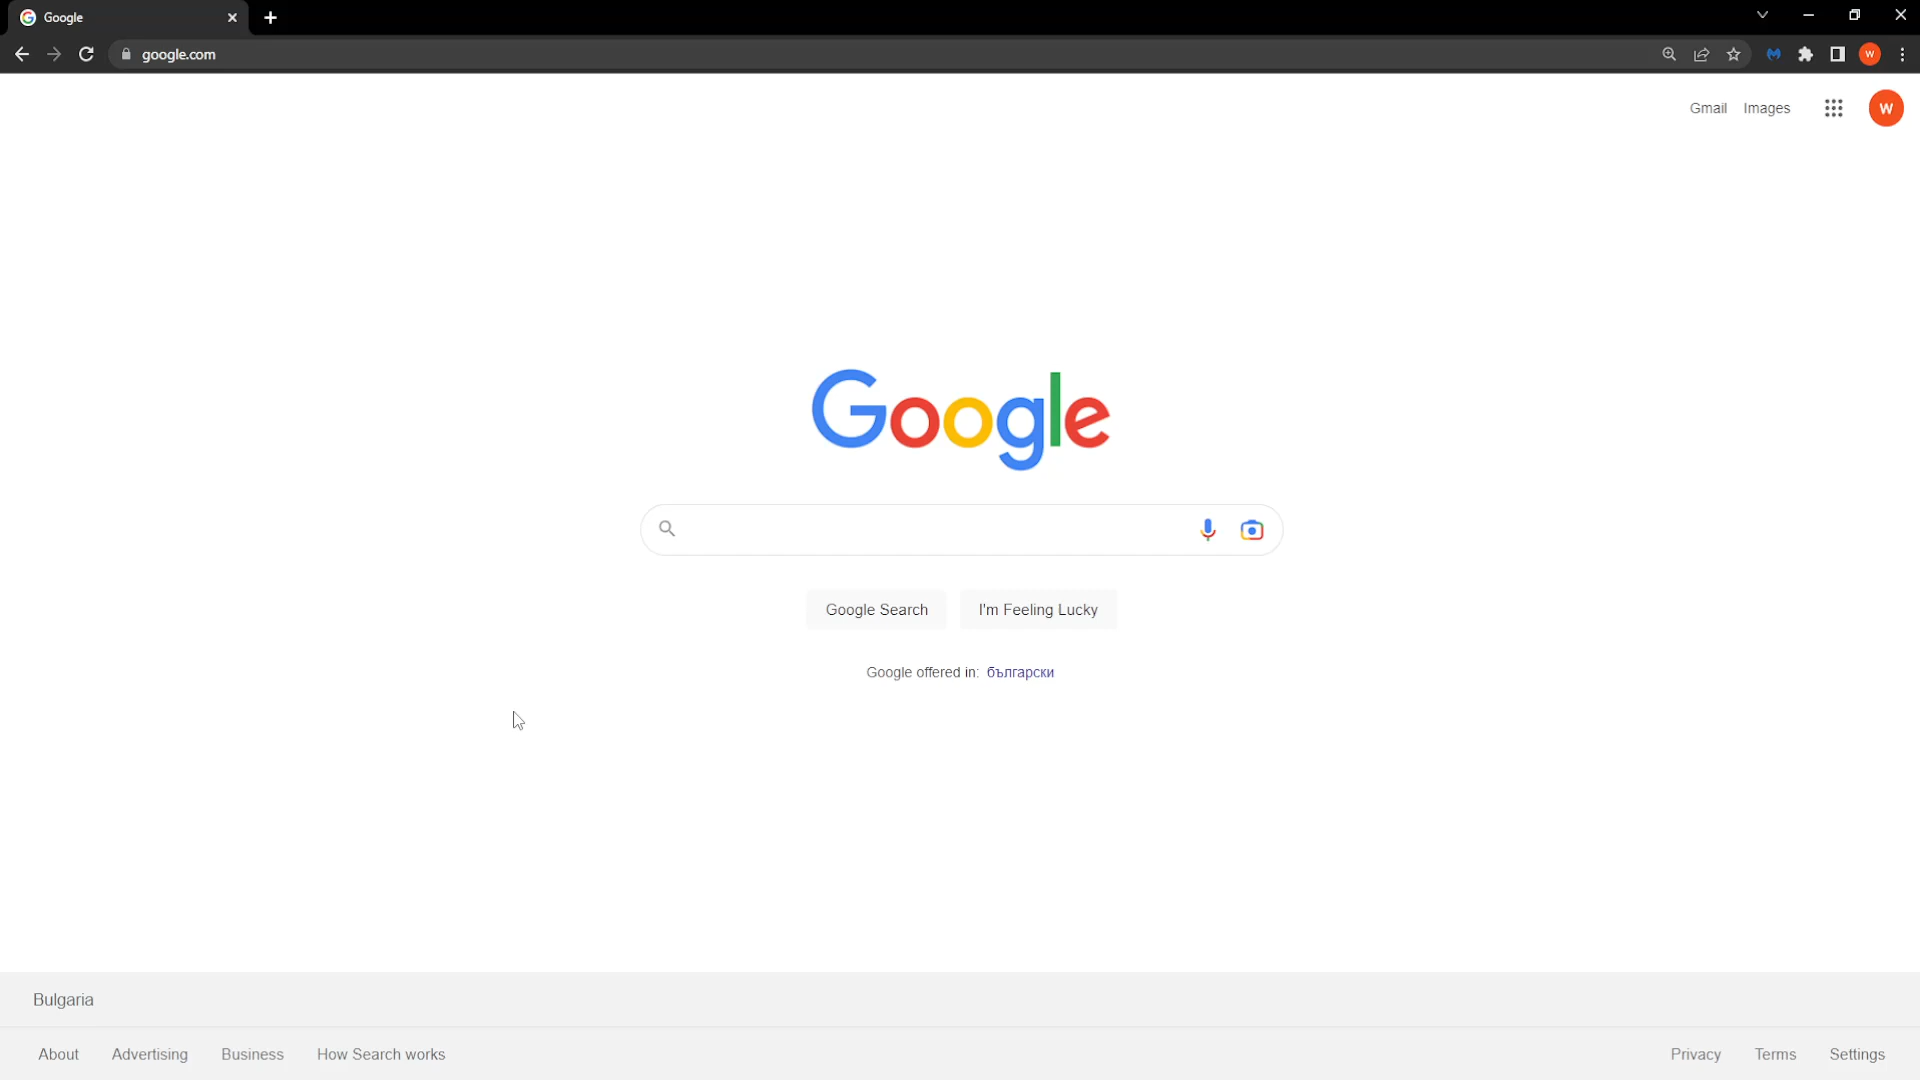 Google
google.com
W
Gmail Images
W
Google
Google Search I'm Feeling Lucky
Google offered in: български
Bulgaria
About Advertising Business How Search works Privacy Terms Settings